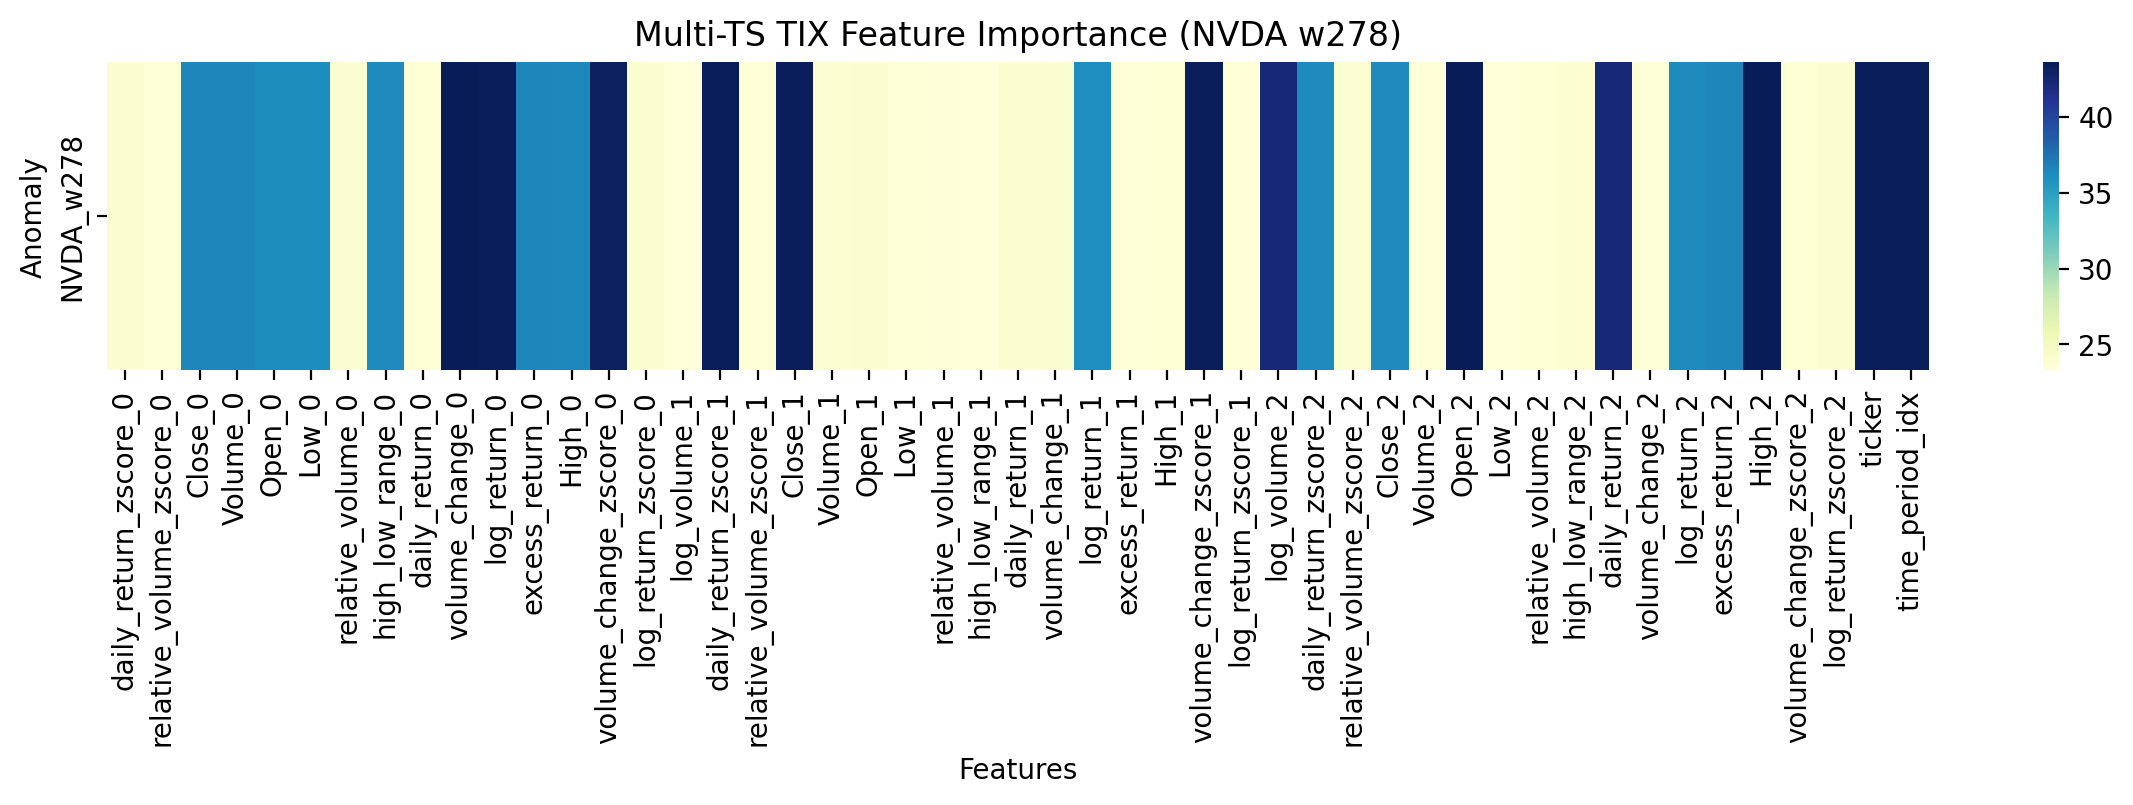 Multi-TS TIX Feature Importance (NVDA w278)
Anomaly
NVDA_w278
40
35
30
25
daily_return_zscore_0
relative_volume_zscore_0
Close_0
Volume_0
Open_0
Low_0
relative_volume_0
high_low_range_0
daily_return_0
volume_change_0
log_return_0
excess_return_0
High_0
volume_change_zscore_0
log_return_zscore_0
log_volume_1
daily_return_zscore_1
relative_volume_zscore_1
Close_1
Volume_1
Open_1
Low_1
relative_volume_1
high_low_range_1
daily_return_1
volume_change_1
log_return_1
excess_return_1
High_1
volume_change_zscore_1
log_return_zscore_1
log_volume_2
daily_return_zscore_2
relative_volume_zscore_2
Close_2
Volume_2
Open_2
Low_2
relative_volume_2
high_low_range_2
daily_return_2
volume_change_2
log_return_2
excess_return_2
High_2
volume_change_zscore_2
log_return_zscore_2
ticker
time_period_idx
Features